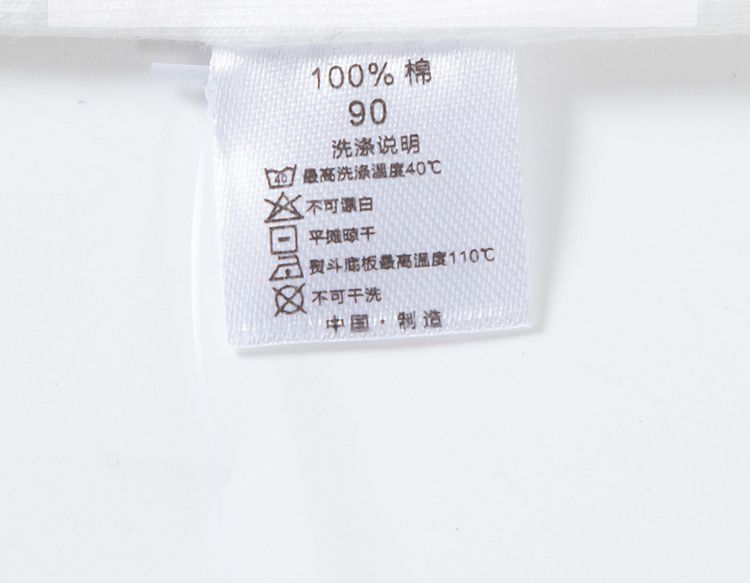 100% 棉
90
洗涤说明
40 最高洗涤温度40℃
不可漂白
平摊晾干
熨斗底板最高温度110℃
不可干洗
中国·制造